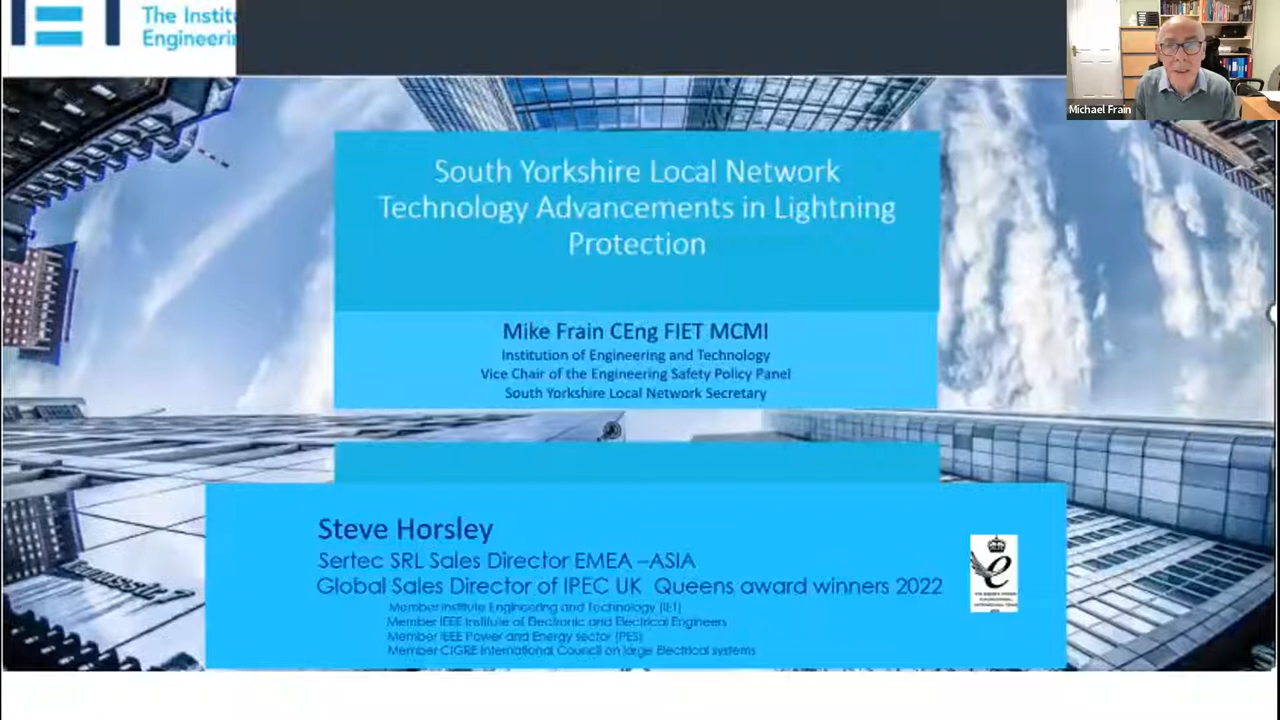 The Instit
Engineerin
Michael Frain
South Yorkshire Local Network
Technology Advancements in Lightning
Protection
Mike Frain CEng FIET MCMI
Institution of Engineering and Technology
Vice Chair of the Engineering Safety Policy Panel
South Yorkshire Local Network Secretary
Steve Horsley
Sertec SRL Sales Director EMEA –ASIA
Global Sales Director of IPEC UK Queens award winners 2022
Member Institute Engineering and Technology (IET)
Member IEEE Institute of Electronic and Electrical Engineers
Member IEEE Power and Energy sector (PES)
Member CIGRE International Council on large Electrical systems